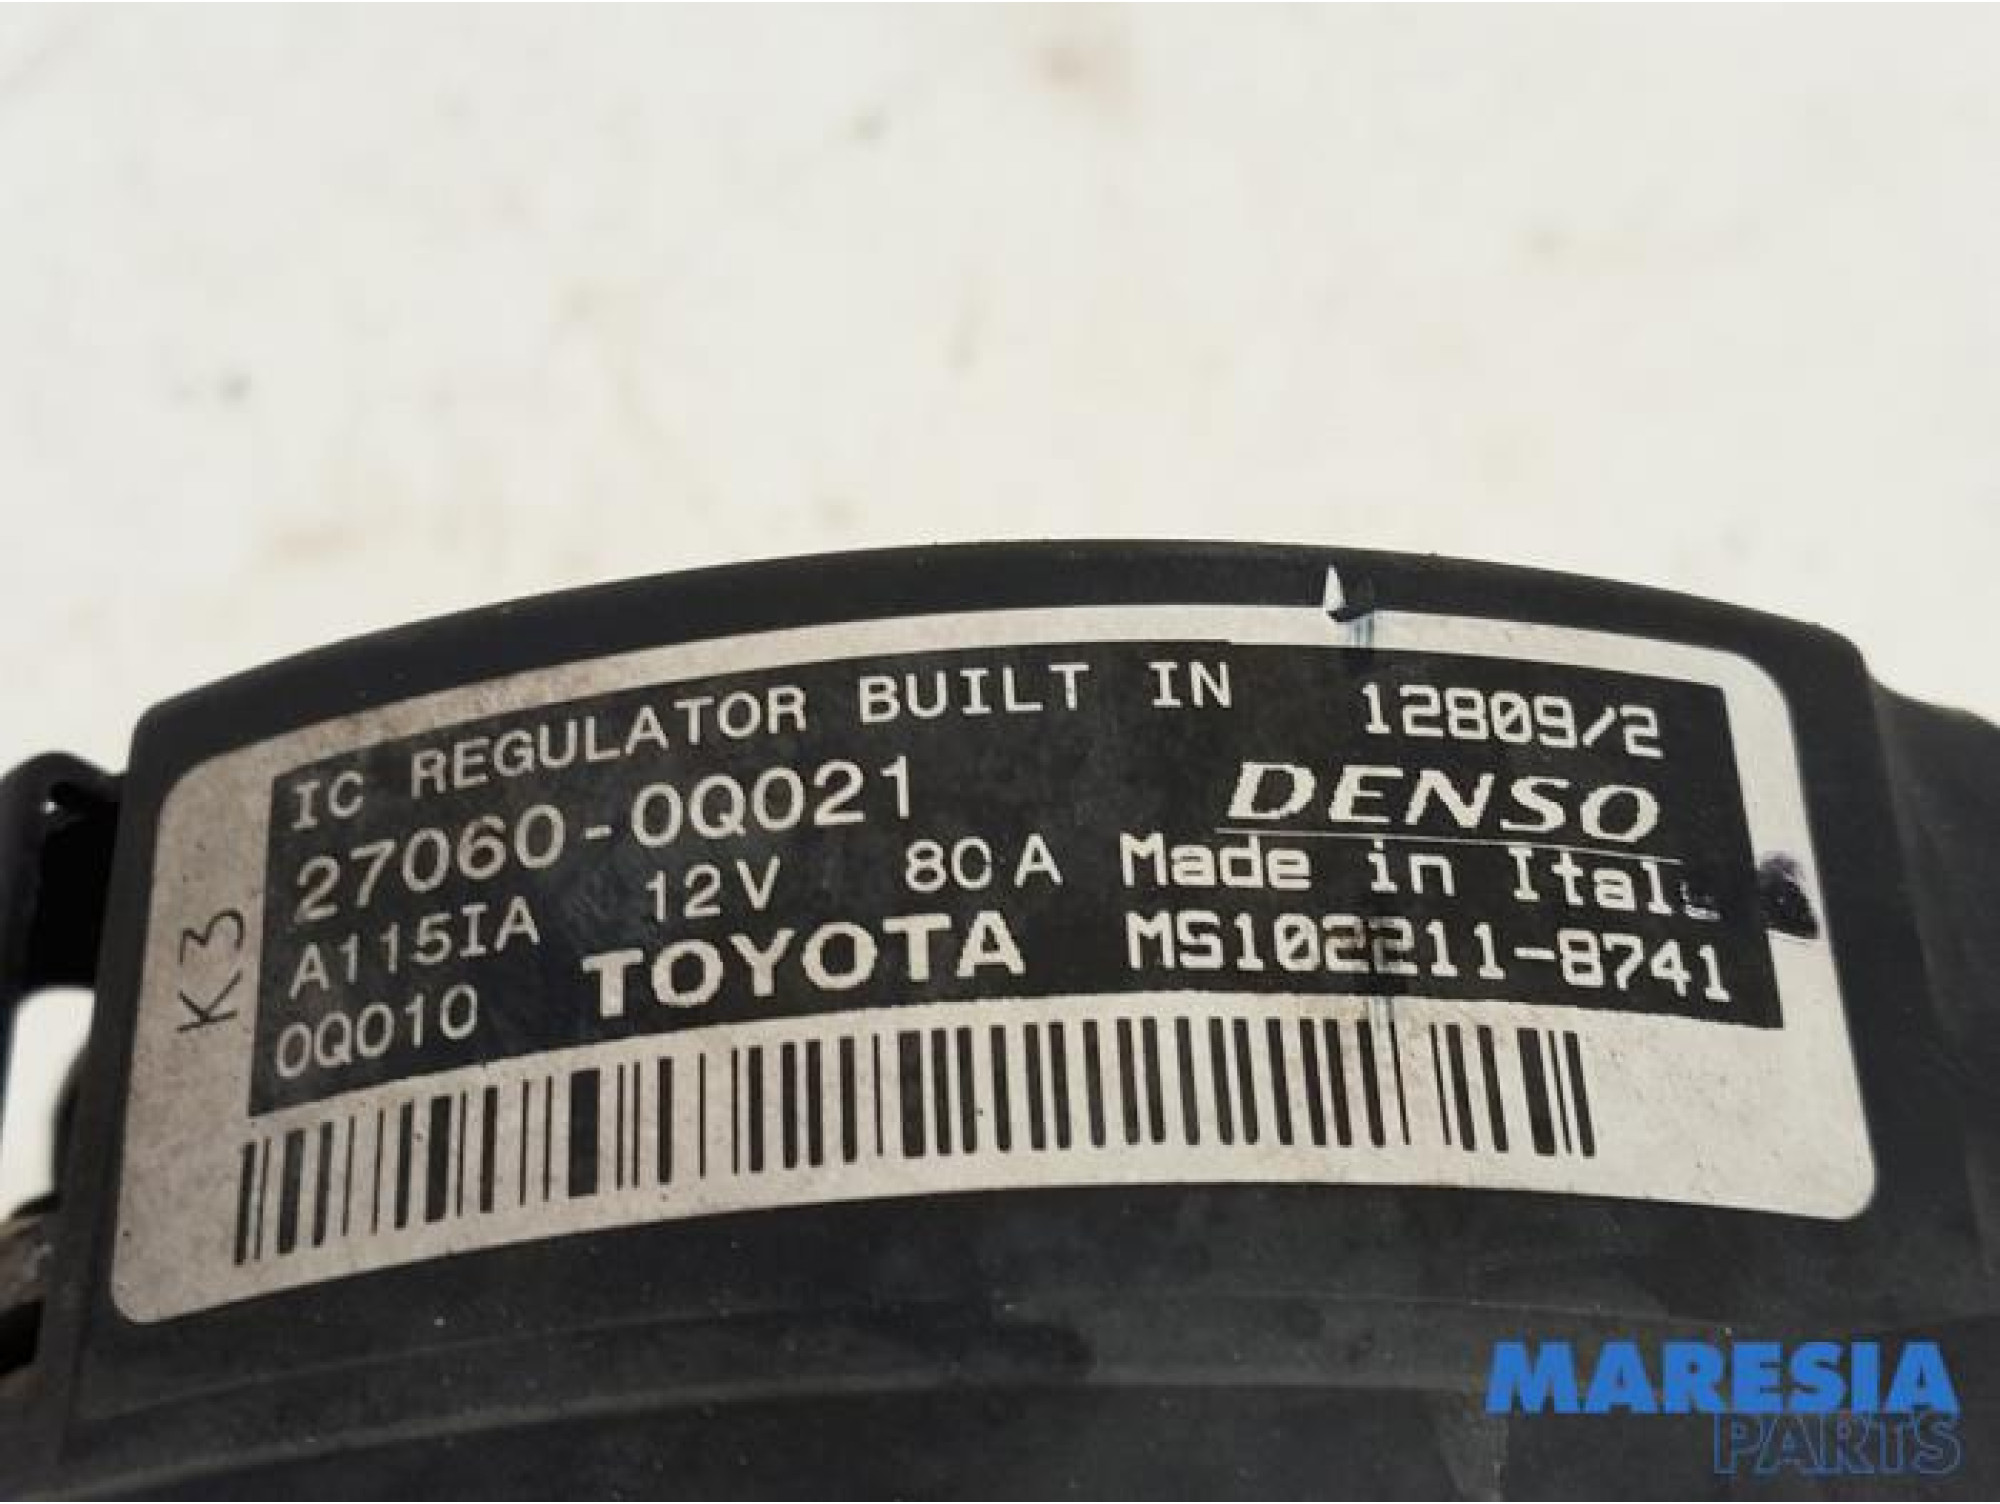 IC REGULATOR BUILT IN 12809/2
27060-0Q021 DENSO
A115IA 12V 80A Made in Ital
0Q010 TOYOTA MS102211-8741
K3
MARESIA
PARTS